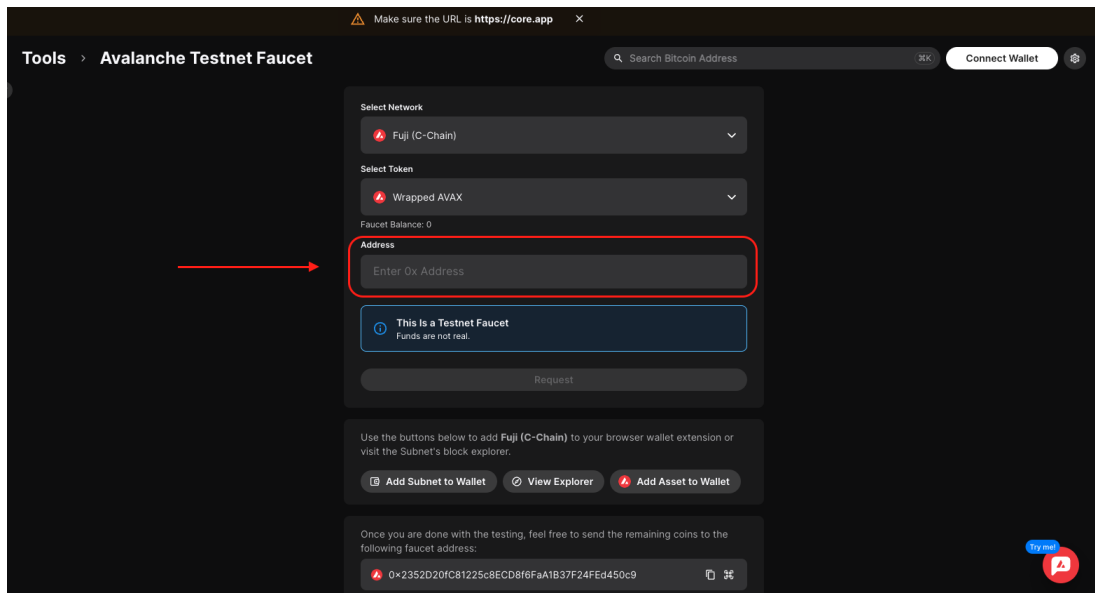 Make sure the URL is https://core.app
Tools > Avalanche Testnet Faucet
Search Bitcoin Address
⌘K
Connect Wallet
Select Network
Fuji (C-Chain)
Select Token
Wrapped AVAX
Faucet Balance: 0
Address
Enter 0x Address
This Is a Testnet Faucet
Funds are not real.
Request
Use the buttons below to add Fuji (C-Chain) to your browser wallet extension or
visit the Subnet's block explorer.
Add Subnet to Wallet
View Explorer
Add Asset to Wallet
Once you are done with the testing, feel free to send the remaining coins to the
following faucet address:
0×2352D20fC81225c8ECD8f6FaA1B37F24FEd450c9
Try me!